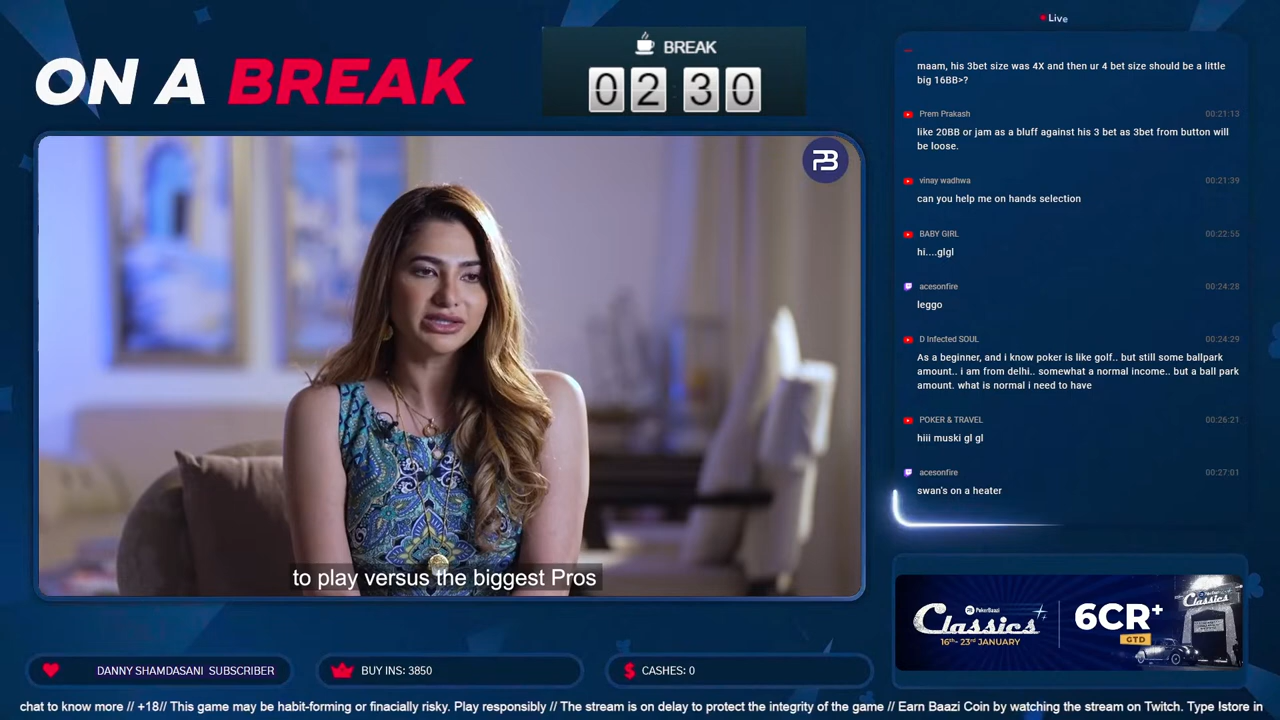 Live
ON A BREAK
BREAK
02 30
PB
maam, his 3bet size was 4X and then ur 4 bet size should be a little
big 16BB>?
Prem Prakash 00:21:13
like 20BB or jam as a bluff against his 3 bet as 3bet from button will
be loose.
vinay wadhwa 00:21:39
can you help me on hands selection
BABY GIRL 00:22:55
hi....glgl
acesonfire 00:24:28
leggo
D Infected SOUL 00:24:29
As a beginner, and i know poker is like golf.. but still some ballpark
amount.. i am from delhi.. somewhat a normal income.. but a ball park
amount. what is normal i need to have
POKER & TRAVEL 00:26:21
hiii muski gl gl
acesonfire 00:27:01
swan's on a heater
to play versus the biggest Pros
PokerBaazi
Classics
16th- 23rd JANUARY
6CR+
GTD
Classics
DANNY SHAMDASANI SUBSCRIBER
BUY INS: 3850
CASHES: 0
chat to know more // +18// This game may be habit-forming or finacially risky. Play responsibly // The stream is on delay to protect the integrity of the game // Earn Baazi Coin by watching the stream on Twitch. Type !store in